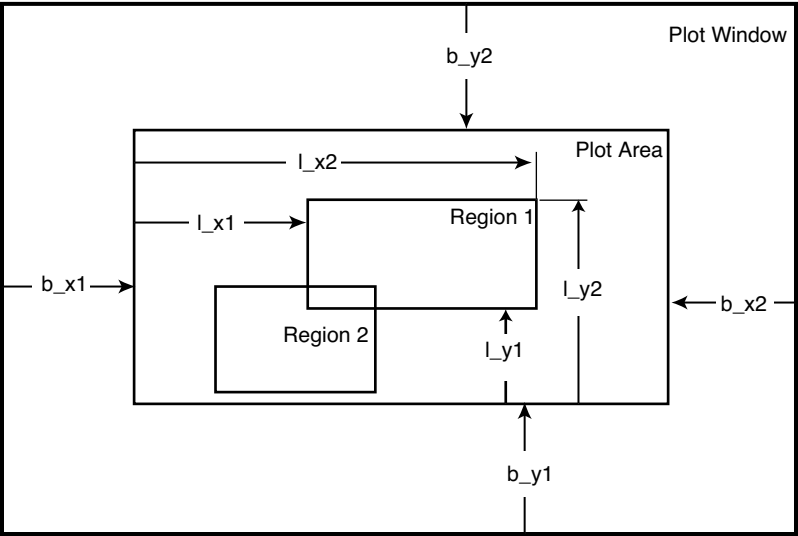 Plot Window
b_y2
Plot Area
l_x2
Region 1
l_x1
b_x1
l_y2
b_x2
Region 2
l_y1
b_y1